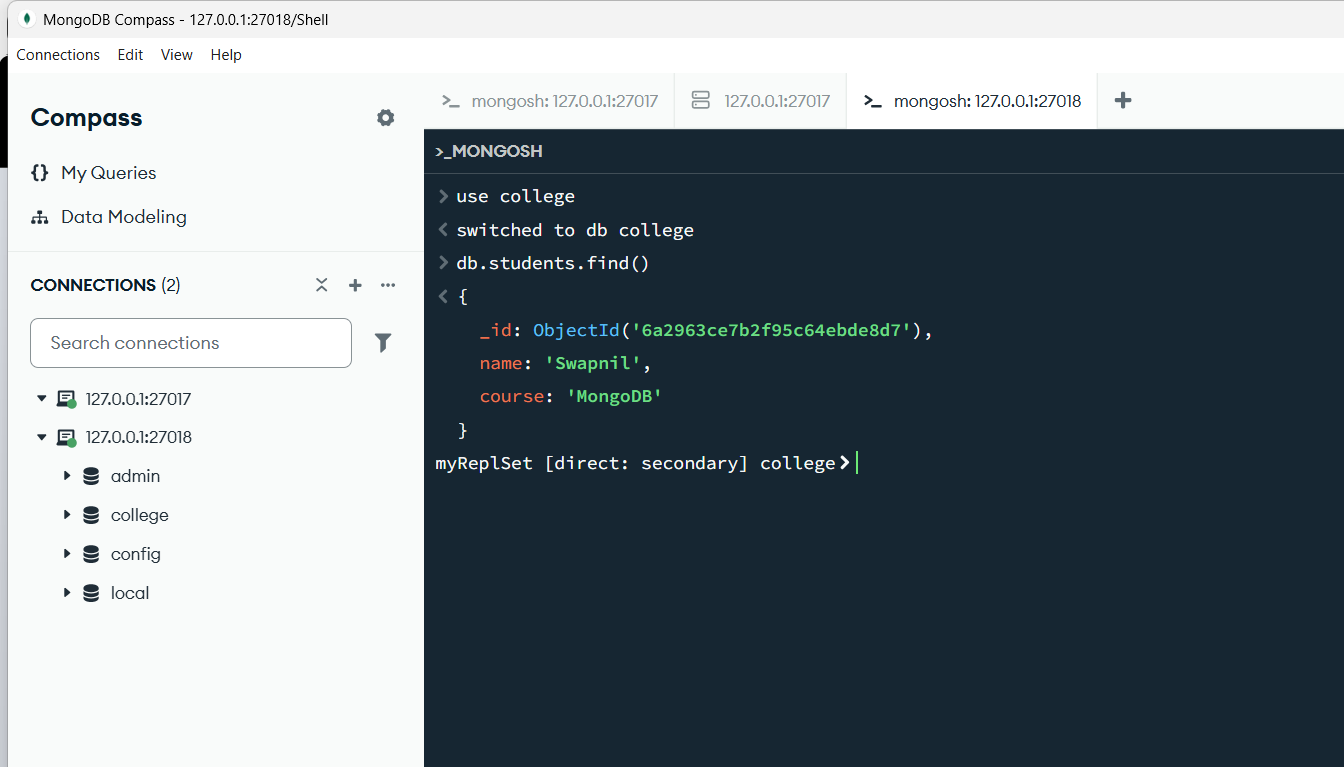 MongoDB Compass - 127.0.0.1:27018/Shell
Connections Edit View Help
Compass
My Queries
Data Modeling
CONNECTIONS (2)
Search connections
127.0.0.1:27017
127.0.0.1:27018
admin
college
config
local
>_ mongosh: 127.0.0.1:27017 127.0.0.1:27017 >_ mongosh: 127.0.0.1:27018 +
>_MONGOSH
> use college
< switched to db college
> db.students.find()
< {
_id: ObjectId('6a2963ce7b2f95c64ebde8d7'),
name: 'Swapnil',
course: 'MongoDB'
}
myReplSet [direct: secondary] college>